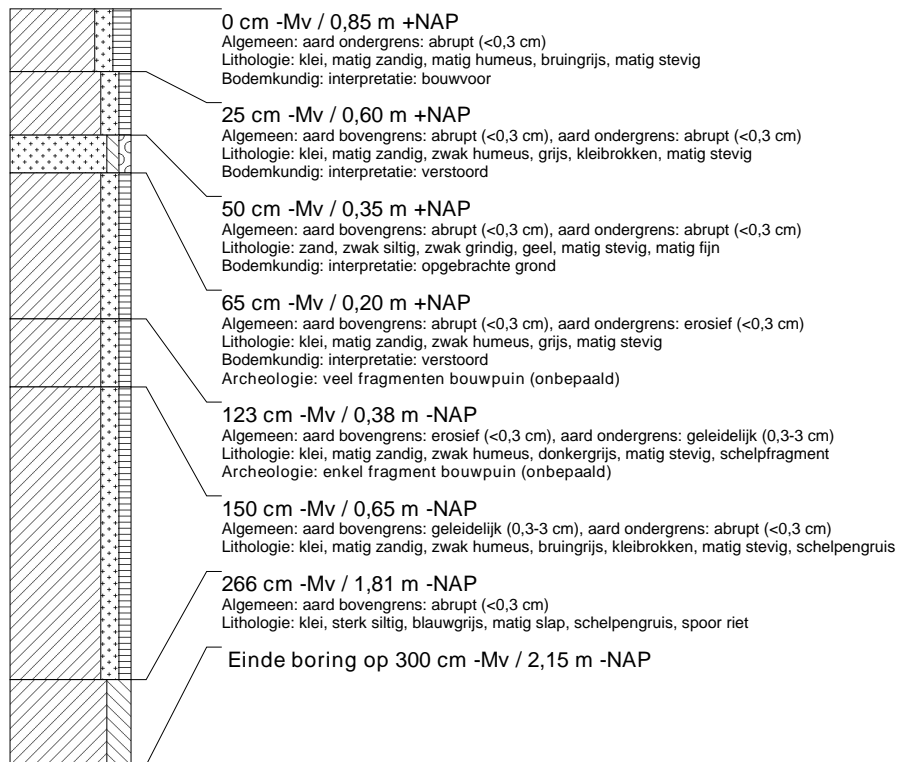 0 cm -Mv / 0,85 m +NAP
Algemeen: aard ondergrens: abrupt (<0,3 cm)
Lithologie: klei, matig zandig, matig humeus, bruingrijs, matig stevig
Bodemkundig: interpretatie: bouwvoor
25 cm -Mv / 0,60 m +NAP
Algemeen: aard bovengrens: abrupt (<0,3 cm), aard ondergrens: abrupt (<0,3 cm)
Lithologie: klei, matig zandig, zwak humeus, grijs, kleibrokken, matig stevig
Bodemkundig: interpretatie: verstoord
50 cm -Mv / 0,35 m +NAP
Algemeen: aard bovengrens: abrupt (<0,3 cm), aard ondergrens: abrupt (<0,3 cm)
Lithologie: zand, zwak siltig, zwak grindig, geel, matig stevig, matig fijn
Bodemkundig: interpretatie: opgebrachte grond
65 cm -Mv / 0,20 m +NAP
Algemeen: aard bovengrens: abrupt (<0,3 cm), aard ondergrens: erosief (<0,3 cm)
Lithologie: klei, matig zandig, zwak humeus, grijs, matig stevig
Bodemkundig: interpretatie: verstoord
Archeologie: veel fragmenten bouwpuin (onbepaald)
123 cm -Mv / 0,38 m -NAP
Algemeen: aard bovengrens: erosief (<0,3 cm), aard ondergrens: geleidelijk (0,3-3 cm)
Lithologie: klei, matig zandig, zwak humeus, donkergrijs, matig stevig, schelpfragment
Archeologie: enkel fragment bouwpuin (onbepaald)
150 cm -Mv / 0,65 m -NAP
Algemeen: aard bovengrens: geleidelijk (0,3-3 cm), aard ondergrens: abrupt (<0,3 cm)
Lithologie: klei, matig zandig, zwak humeus, bruingrijs, kleibrokken, matig stevig, schelpengruis
266 cm -Mv / 1,81 m -NAP
Algemeen: aard bovengrens: abrupt (<0,3 cm)
Lithologie: klei, sterk siltig, blauwgrijs, matig slap, schelpengruis, spoor riet
Einde boring op 300 cm -Mv / 2,15 m -NAP